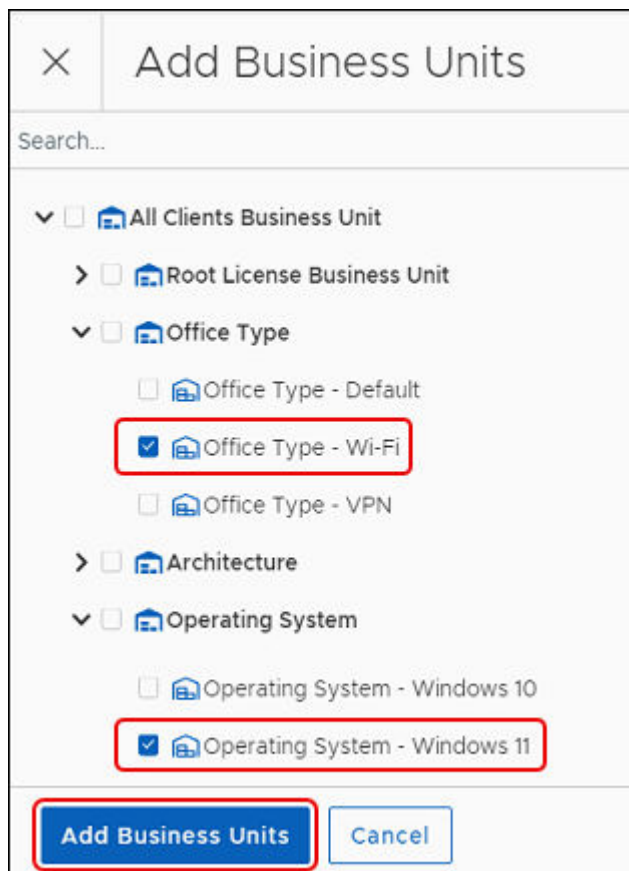 Add Business Units
Search...
All Clients Business Unit
Root License Business Unit
Office Type
Office Type - Default
Office Type - Wi-Fi
Office Type - VPN
Architecture
Operating System
Operating System - Windows 10
Operating System - Windows 11
Add Business Units Cancel